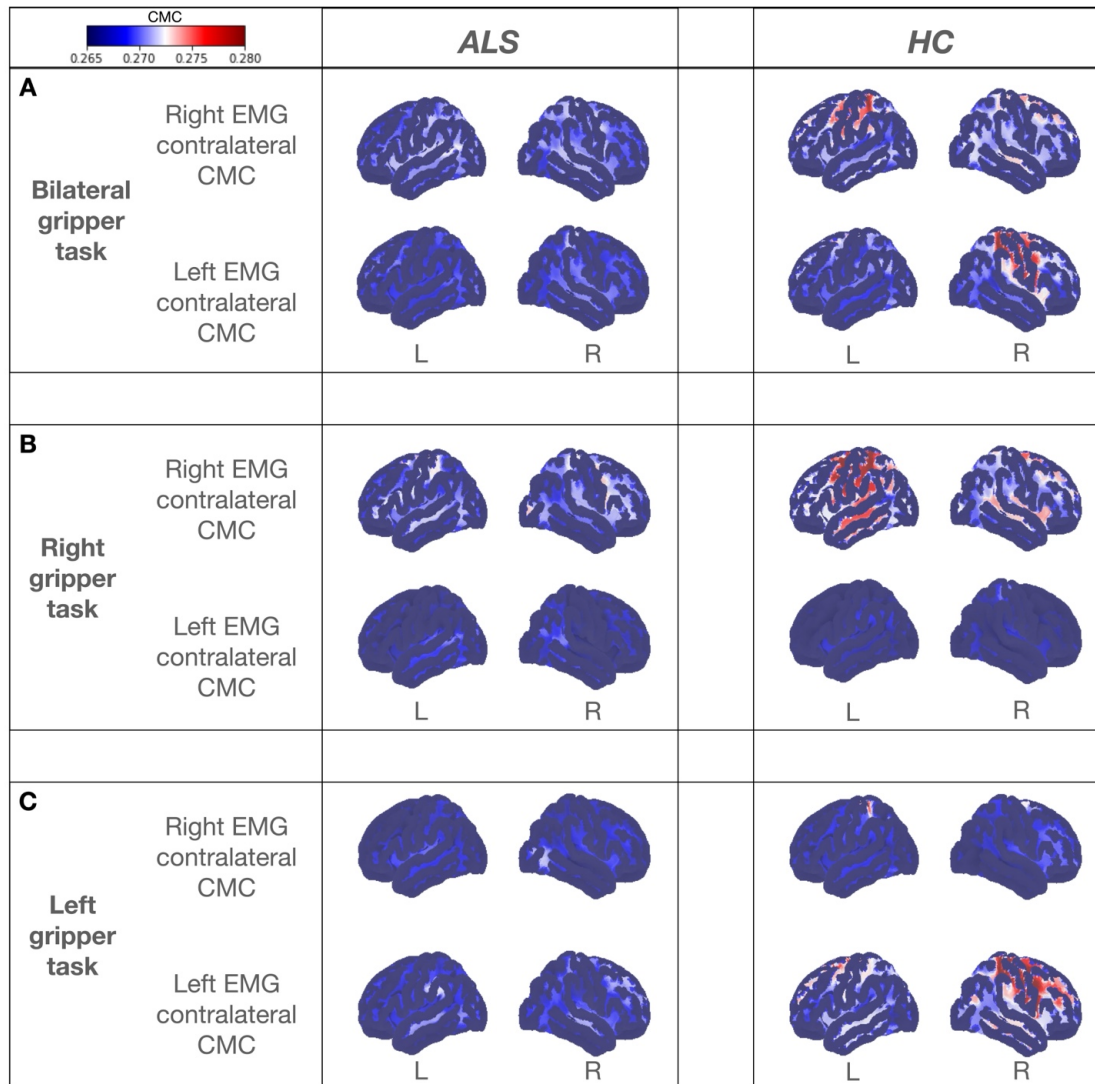 CMC
0.265 0.270 0.275 0.280
ALS
HC
A
Bilateral
gripper
task
Right EMG
contralateral
CMC
Left EMG
contralateral
CMC
L R
L R
B
Right
gripper
task
Right EMG
contralateral
CMC
Left EMG
contralateral
CMC
L R
L R
C
Left
gripper
task
Right EMG
contralateral
CMC
Left EMG
contralateral
CMC
L R
L R